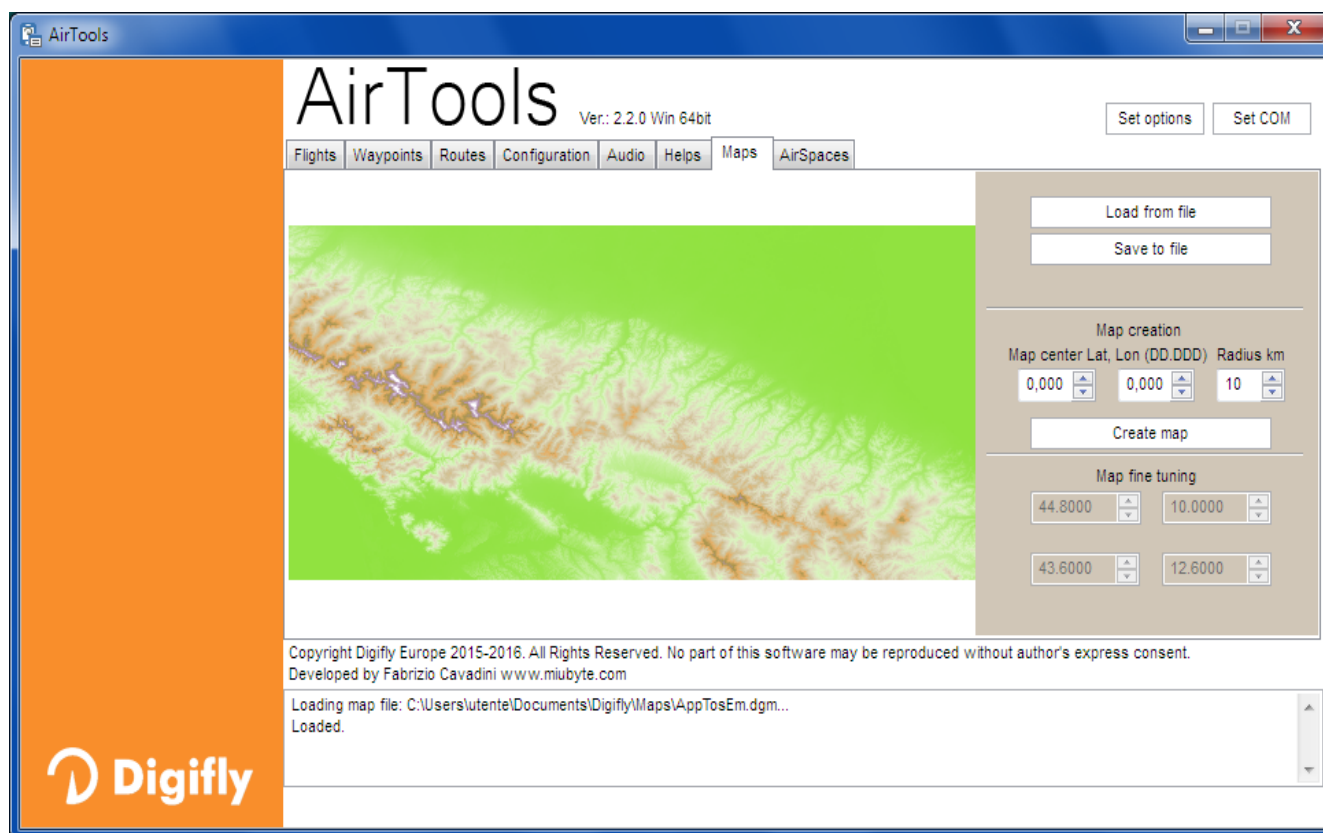 AirTools
AirTools Ver.: 2.2.0 Win 64bit
Set options Set COM
Flights Waypoints Routes Configuration Audio Helps Maps AirSpaces
Load from file
Save to file
Map creation
Map center Lat, Lon (DD.DDD) Radius km
0,000 0,000 10
Create map
Map fine tuning
44.8000 10.0000
43.6000 12.6000
Copyright Digifly Europe 2015-2016. All Rights Reserved. No part of this software may be reproduced without author's express consent.
Developed by Fabrizio Cavadini www.miubyte.com
Loading map file: C:\Users\utente\Documents\Digifly\Maps\AppTosEm.dgm...
Loaded.
Digifly